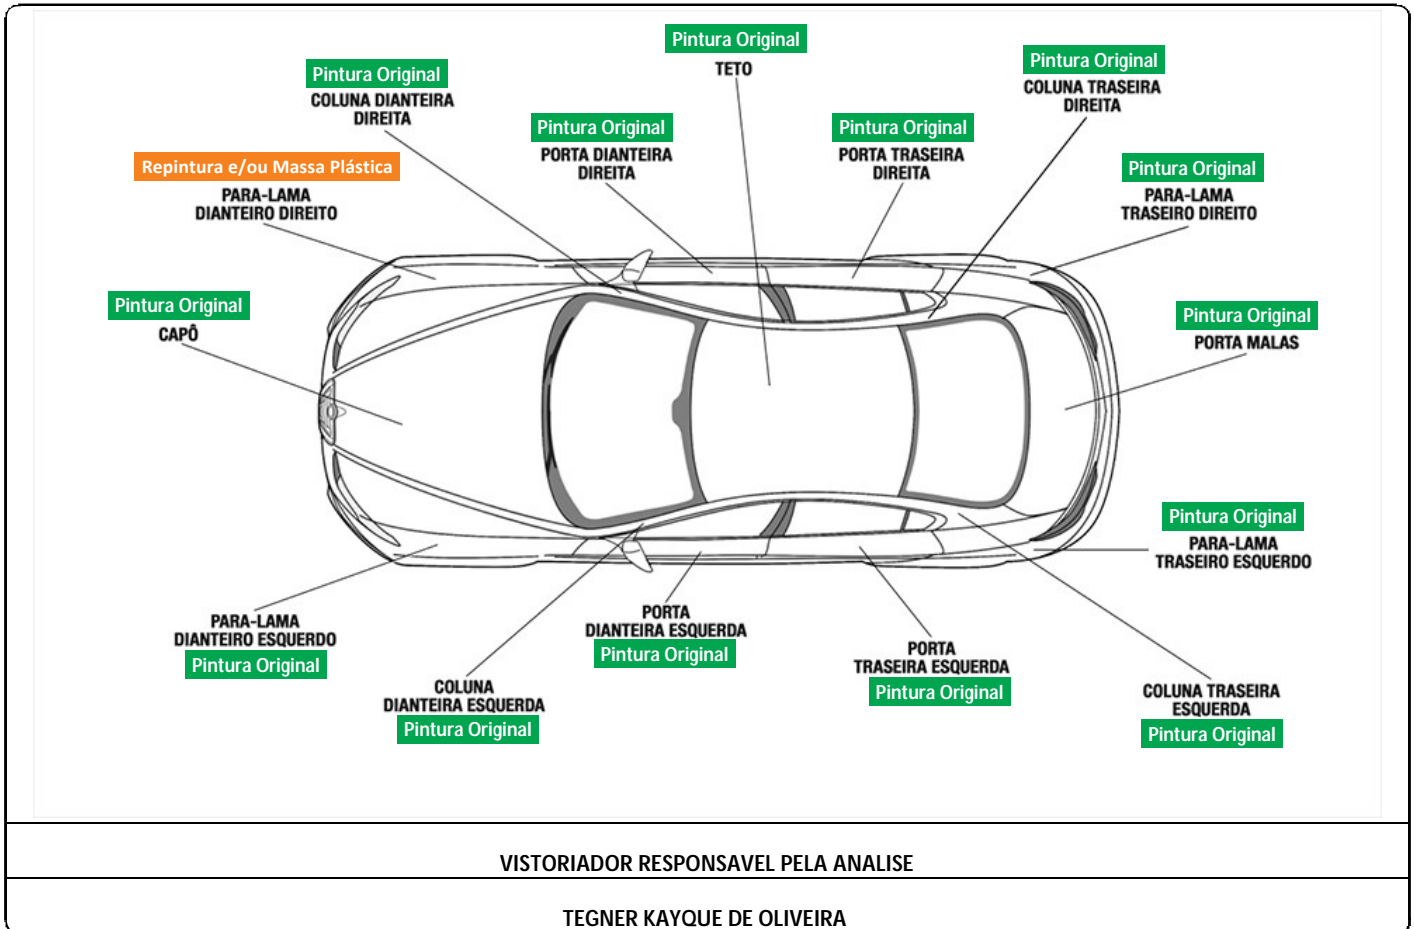 Pintura Original
TETO
Pintura Original
COLUNA DIANTEIRA
DIREITA
Pintura Original
COLUNA TRASEIRA
DIREITA
Pintura Original
PORTA DIANTEIRA
DIREITA
Pintura Original
PORTA TRASEIRA
DIREITA
Repintura e/ou Massa Plástica
PARA-LAMA
DIANTEIRO DIREITO
Pintura Original
PARA-LAMA
TRASEIRO DIREITO
Pintura Original
CAPÔ
Pintura Original
PORTA MALAS
Pintura Original
PARA-LAMA
TRASEIRO ESQUERDO
PARA-LAMA
DIANTEIRO ESQUERDO
Pintura Original
PORTA
DIANTEIRA ESQUERDA
Pintura Original
PORTA
TRASEIRA ESQUERDA
Pintura Original
COLUNA
DIANTEIRA ESQUERDA
Pintura Original
COLUNA TRASEIRA
ESQUERDA
Pintura Original
VISTORIADOR RESPONSAVEL PELA ANALISE
TEGNER KAYQUE DE OLIVEIRA